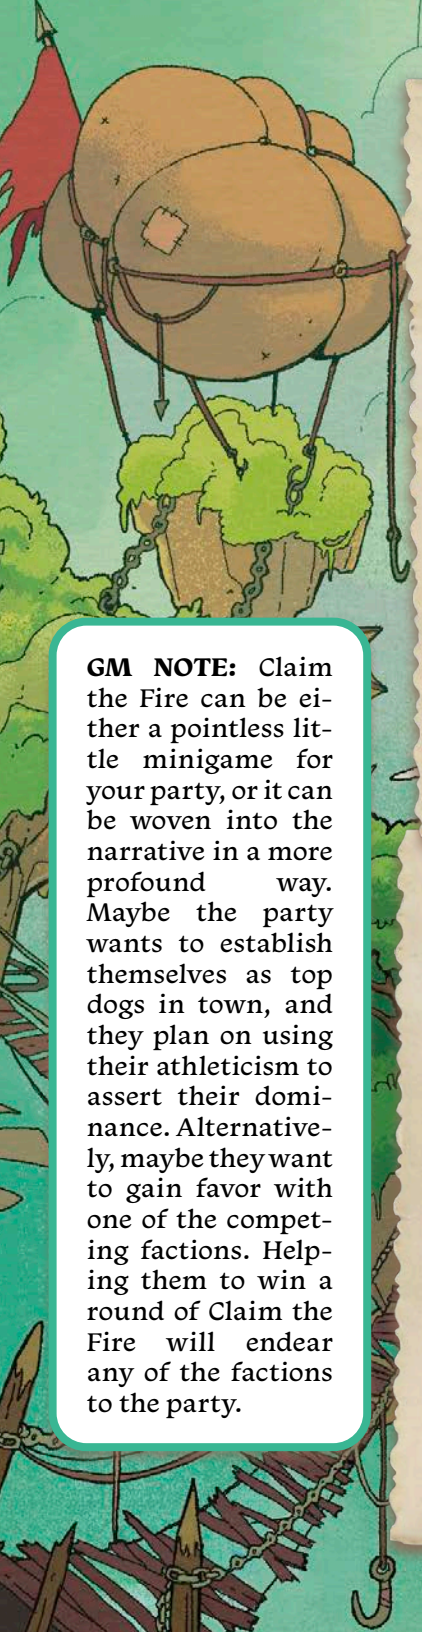 GM NOTE: Claim
the Fire can be ei-
ther a pointless lit-
tle minigame for
your party, or it can
be woven into the
narrative in a more
profound way.
Maybe the party
wants to establish
themselves as top
dogs in town, and
they plan on using
their athleticism to
assert their domi-
nance. Alternative-
ly, maybe they want
to gain favor with
one of the compet-
ing factions. Help-
ing them to win a
round of Claim the
Fire will endear
any of the factions
to the party.